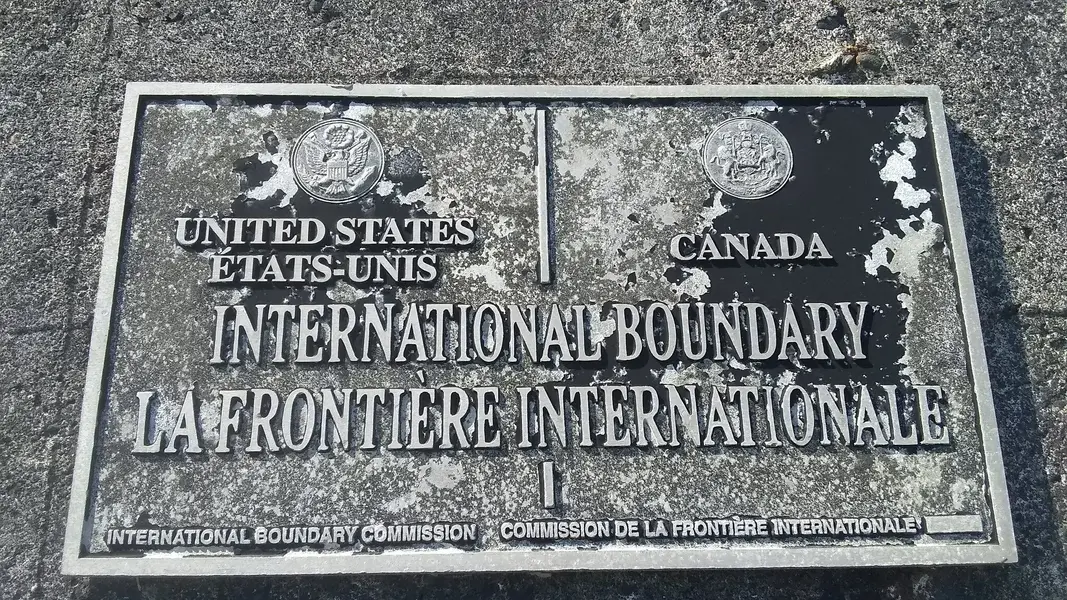 UNITED STATES
ÉTATS-UNIS
CANADA
INTERNATIONAL BOUNDARY
LA FRONTIÈRE INTERNATIONALE
INTERNATIONAL BOUNDARY COMMISSION
COMMISSION DE LA FRONTIÈRE INTERNATIONALE